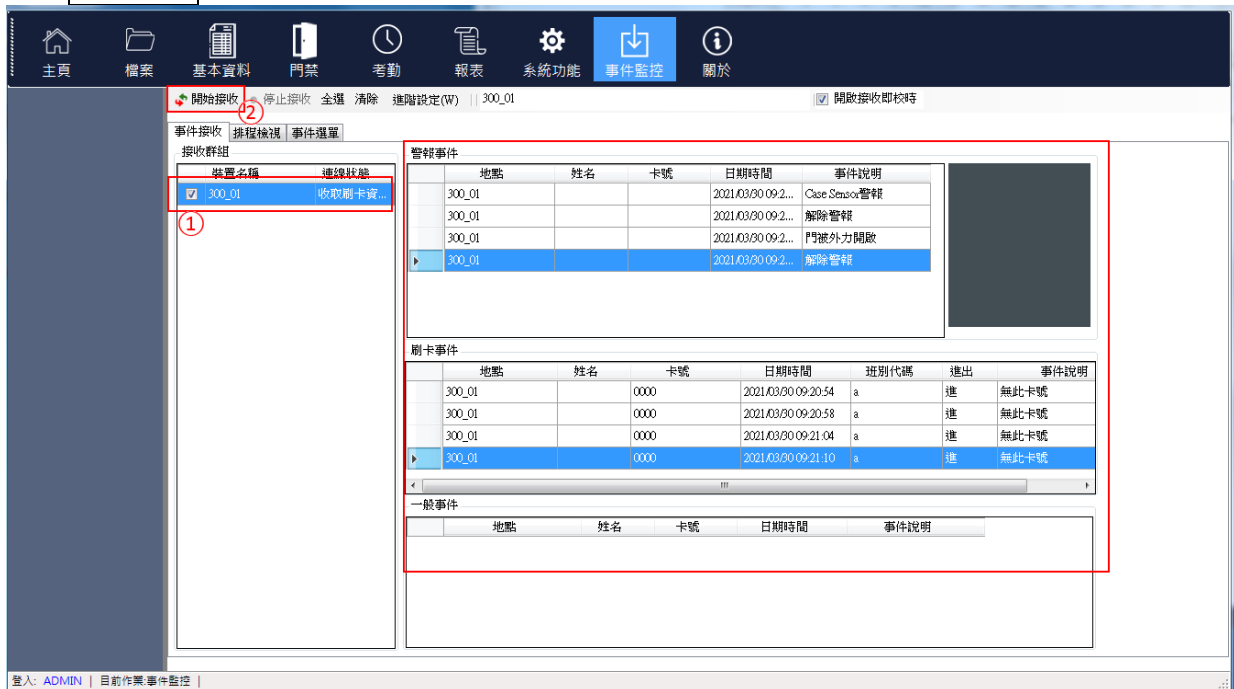 主頁 檔案 基本資料 門禁 考勤 報表 系統功能 事件監控 關於
開始接收 停止接收 全選 清除 進階設定(W) 300_01 開啟接收即校時
②
事件接收 排程檢視 事件選單
接收群組
裝置名稱 連線狀態
300_01 收取刷卡資...
①
警報事件
地點 姓名 卡號 日期時間 事件說明
300_01 2021/03/30 09:2... Case Sensor警報
300_01 2021/03/30 09:2... 解除警報
300_01 2021/03/30 09:2... 門被外力開啟
300_01 2021/03/30 09:2... 解除警報
刷卡事件
地點 姓名 卡號 日期時間 班別代碼 進出 事件說明
300_01 0000 2021/03/30 09:20:54 a 進 無此卡號
300_01 0000 2021/03/30 09:20:58 a 進 無此卡號
300_01 0000 2021/03/30 09:21:04 a 進 無此卡號
300_01 0000 2021/03/30 09:21:10 a 進 無此卡號
一般事件
地點 姓名 卡號 日期時間 事件說明
登入: ADMIN | 目前作業:事件監控 |